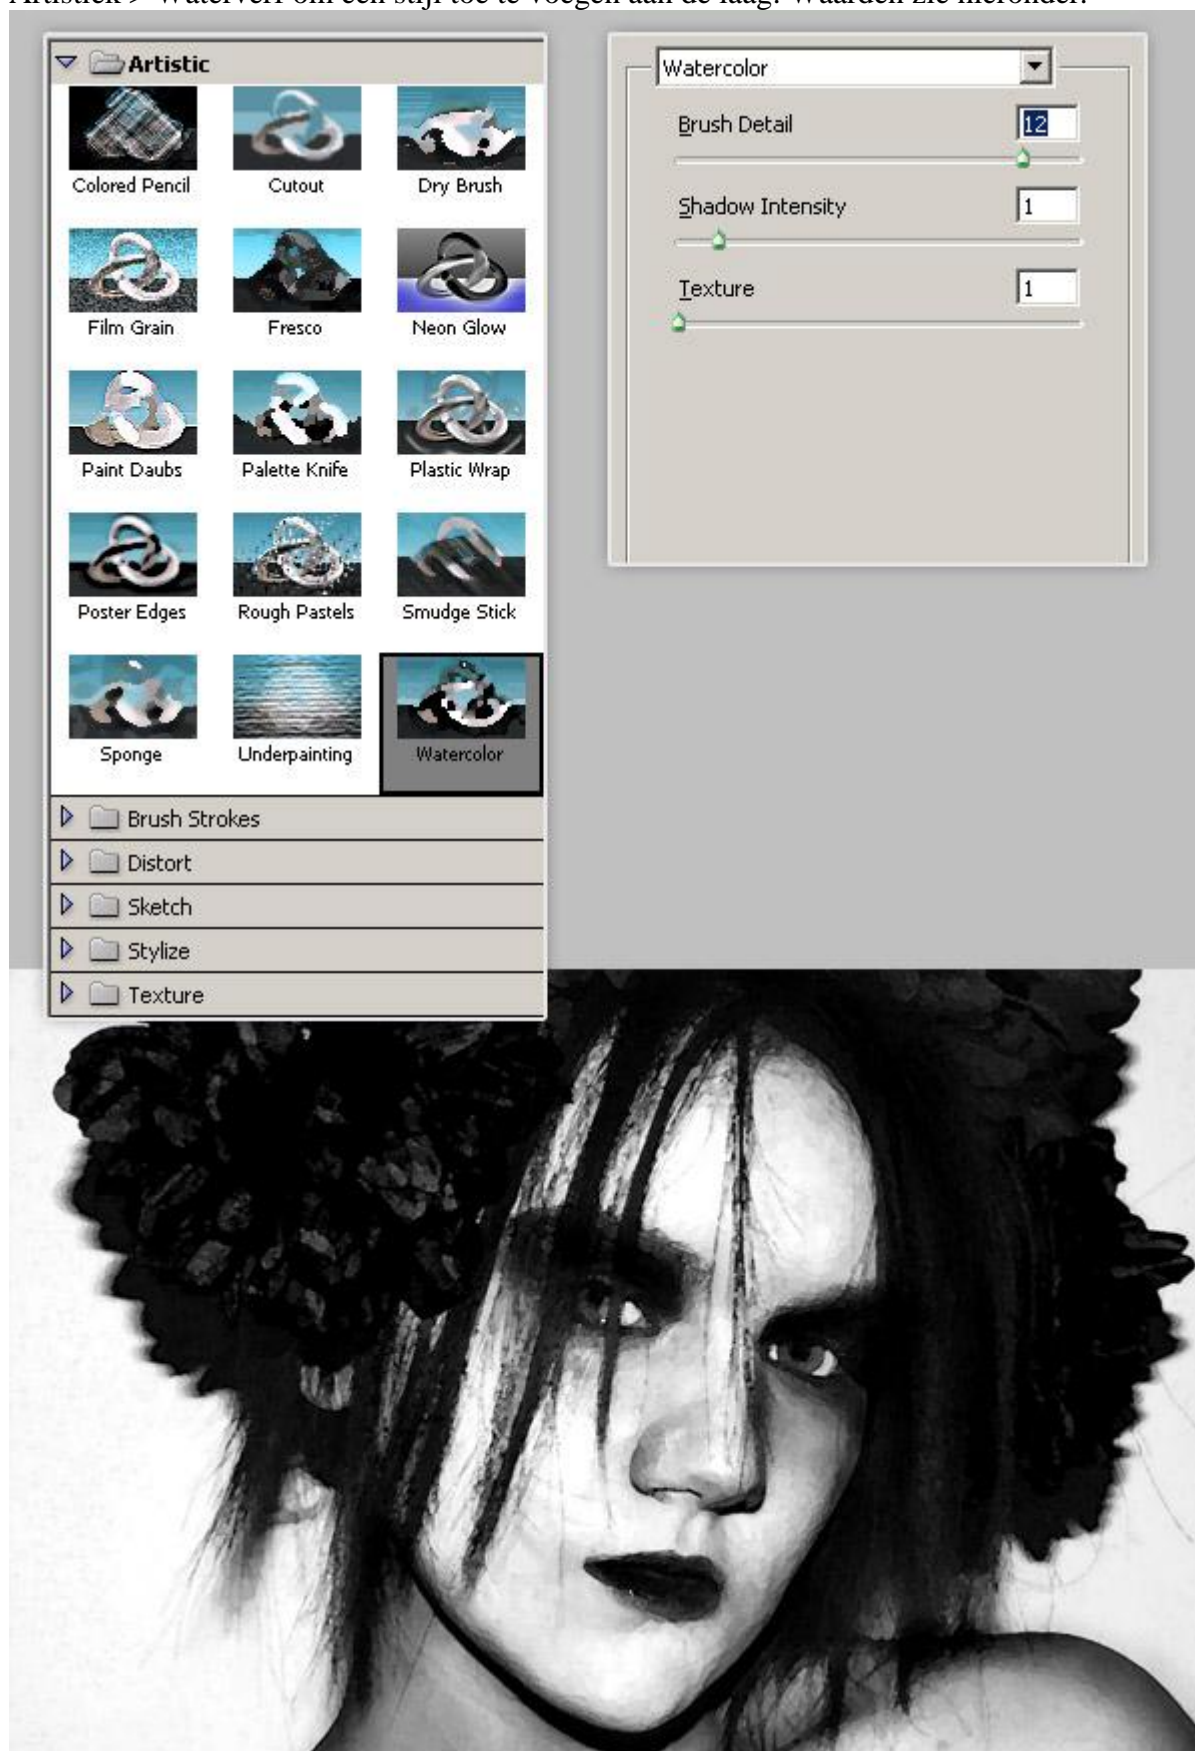 Artistiek > Waterverf om een stijl toe te voegen aan de laag. Waarden zie hieronder.
Artistic
Colored Pencil Cutout Dry Brush
Film Grain Fresco Neon Glow
Paint Daubs Palette Knife Plastic Wrap
Poster Edges Rough Pastels Smudge Stick
Sponge Underpainting Watercolor
Brush Strokes
Distort
Sketch
Stylize
Texture
Watercolor
Brush Detail 12
Shadow Intensity 1
Texture 1